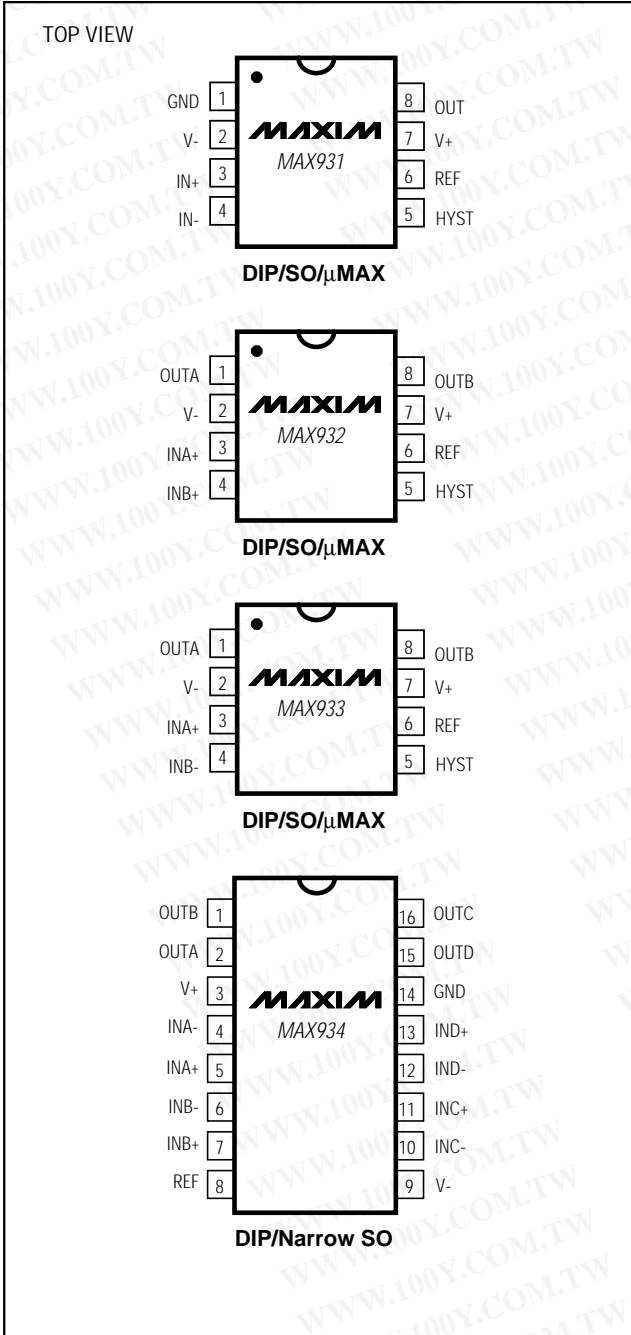 TOP VIEW
GND 1 8 OUT
V- 2 MAXIM 7 V+
IN+ 3 MAX931 6 REF
IN- 4 5 HYST
DIP/SO/μMAX
OUTA 1 8 OUTB
V- 2 MAXIM 7 V+
INA+ 3 MAX932 6 REF
INB+ 4 5 HYST
DIP/SO/μMAX
OUTA 1 8 OUTB
V- 2 MAXIM 7 V+
INA+ 3 MAX933 6 REF
INB- 4 5 HYST
DIP/SO/μMAX
OUTB 1 16 OUTC
OUTA 2 15 OUTD
V+ 3 MAXIM 14 GND
INA- 4 MAX934 13 IND+
INA+ 5 12 IND-
INB- 6 11 INC+
INB+ 7 10 INC-
REF 8 9 V-
DIP/Narrow SO
WWW.100Y.COM.TW